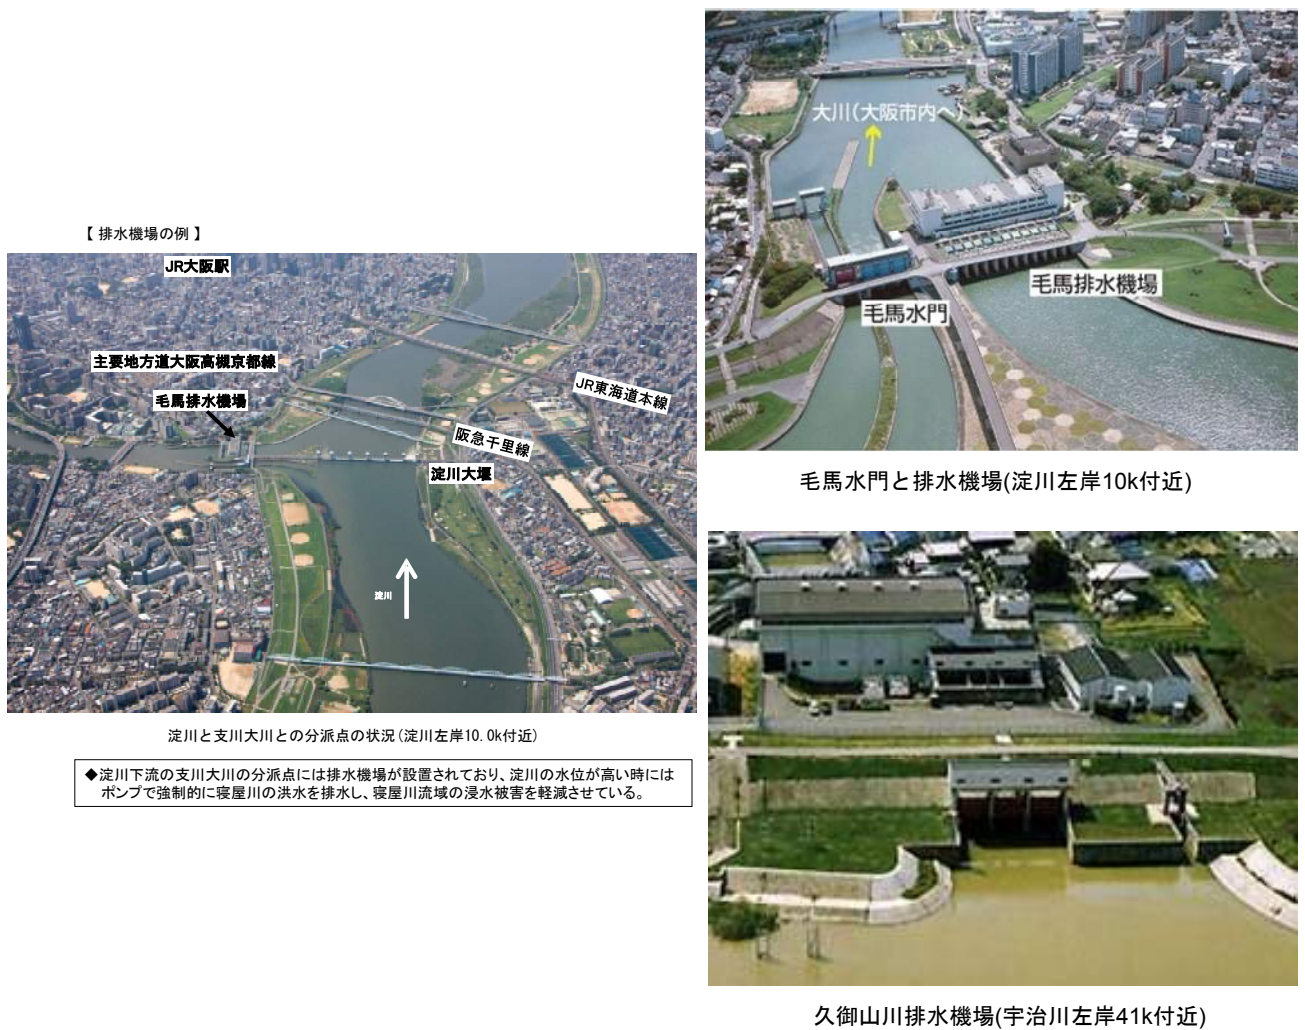 【 排水機場の例 】
JR大阪駅
主要地方道大阪高槻京都線
毛馬排水機場
JR東海道本線
阪急千里線
淀川大堰
淀川
淀川と支川大川との分派点の状況(淀川左岸10.0k付近)
◆淀川下流の支川大川の分派点には排水機場が設置されており、淀川の水位が高い時には
ポンプで強制的に寝屋川の洪水を排水し、寝屋川流域の浸水被害を軽減させている。
大川(大阪市内へ)
毛馬排水機場
毛馬水門
毛馬水門と排水機場(淀川左岸10k付近)
久御山川排水機場(宇治川左岸41k付近)